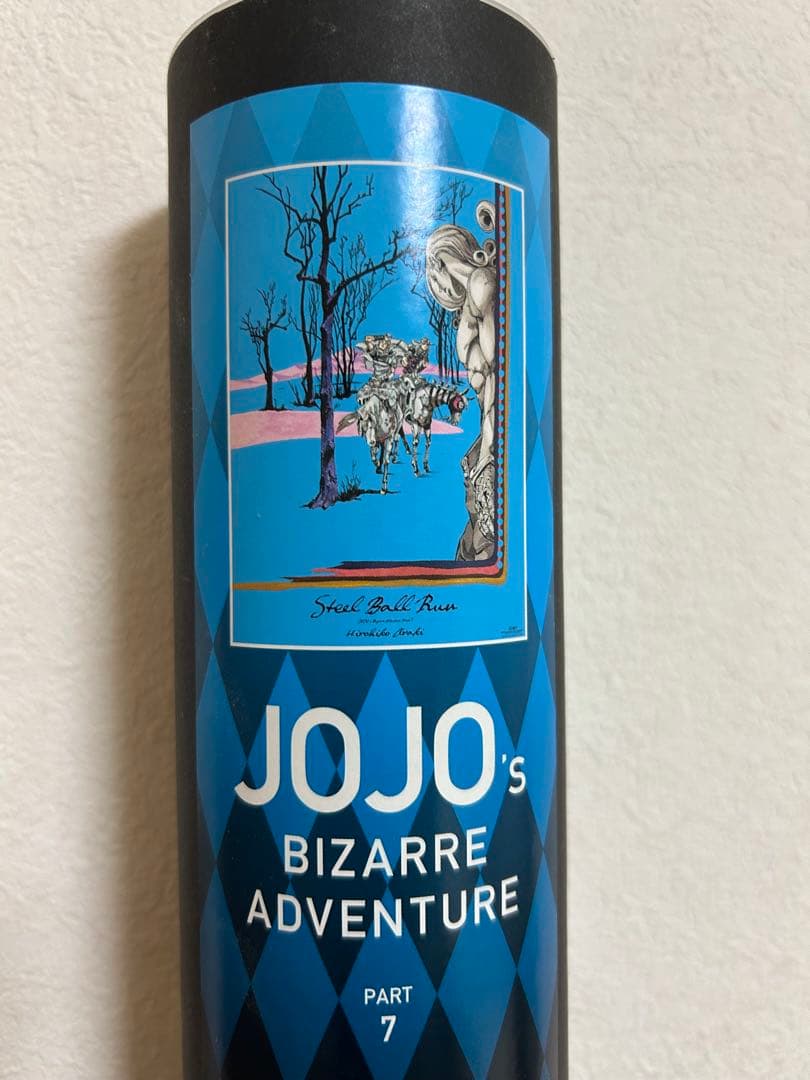 Steel Ball Run
Hirohiko Araki
JOJO's
BIZARRE
ADVENTURE
PART
7